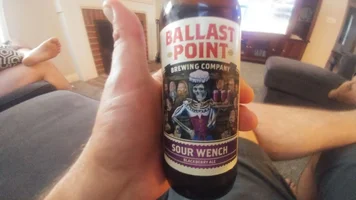 BALLAST
POINT
BREWING COMPANY
SOUR WENCH
BLACKBERRY ALE